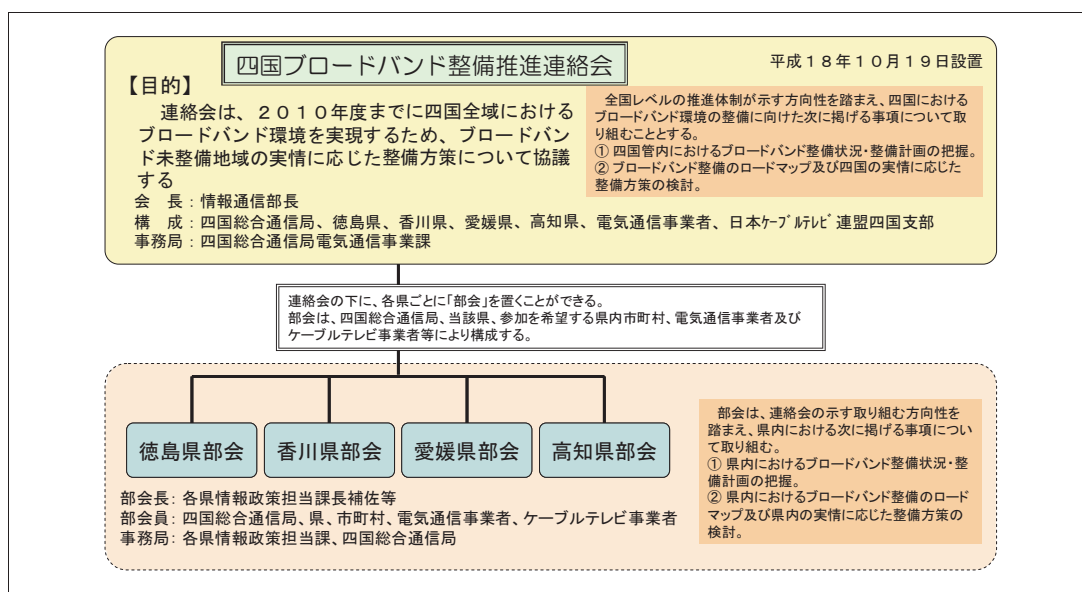 四国ブロードバンド整備推進連絡会
平成18年10月19日設置
【目的】
連絡会は、2010年度までに四国全域における
ブロードバンド環境を実現するため、ブロードバン
ド未整備地域の実情に応じた整備方策について協議
する
会　長：情報通信部長
構　成：四国総合通信局、徳島県、香川県、愛媛県、高知県、電気通信事業者、日本ｹｰﾌﾞﾙﾃﾚﾋﾞ連盟四国支部
事務局：四国総合通信局電気通信事業課
全国レベルの推進体制が示す方向性を踏まえ、四国における
ブロードバンド環境の整備に向けた次に掲げる事項について取
り組むこととする。
① 四国管内におけるブロードバンド整備状況・整備計画の把握。
② ブロードバンド整備のロードマップ及び四国の実情に応じた
整備方策の検討。
連絡会の下に、各県ごとに「部会」を置くことができる。
部会は、四国総合通信局、当該県、参加を希望する県内市町村、電気通信事業者及び
ケーブルテレビ事業者等により構成する。
徳島県部会
香川県部会
愛媛県部会
高知県部会
部会長：各県情報政策担当課長補佐等
部会員：四国総合通信局、県、市町村、電気通信事業者、ケーブルテレビ事業者
事務局：各県情報政策担当課、四国総合通信局
部会は、連絡会の示す取り組む方向性を
踏まえ、県内における次に掲げる事項につい
て取り組む。
① 県内におけるブロードバンド整備状況・整
備計画の把握。
② 県内におけるブロードバンド整備のロード
マップ及び県内の実情に応じた整備方策の
検討。